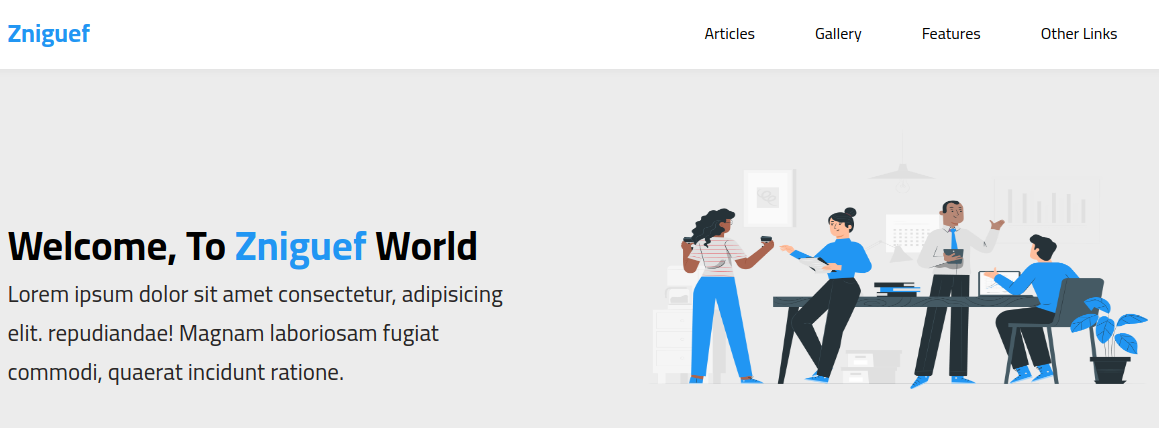 Zniguef
Articles Gallery Features Other Links
Welcome, To Zniguef World
Lorem ipsum dolor sit amet consectetur, adipisicing
elit. repudiandae! Magnam laboriosam fugiat
commodi, quaerat incidunt ratione.